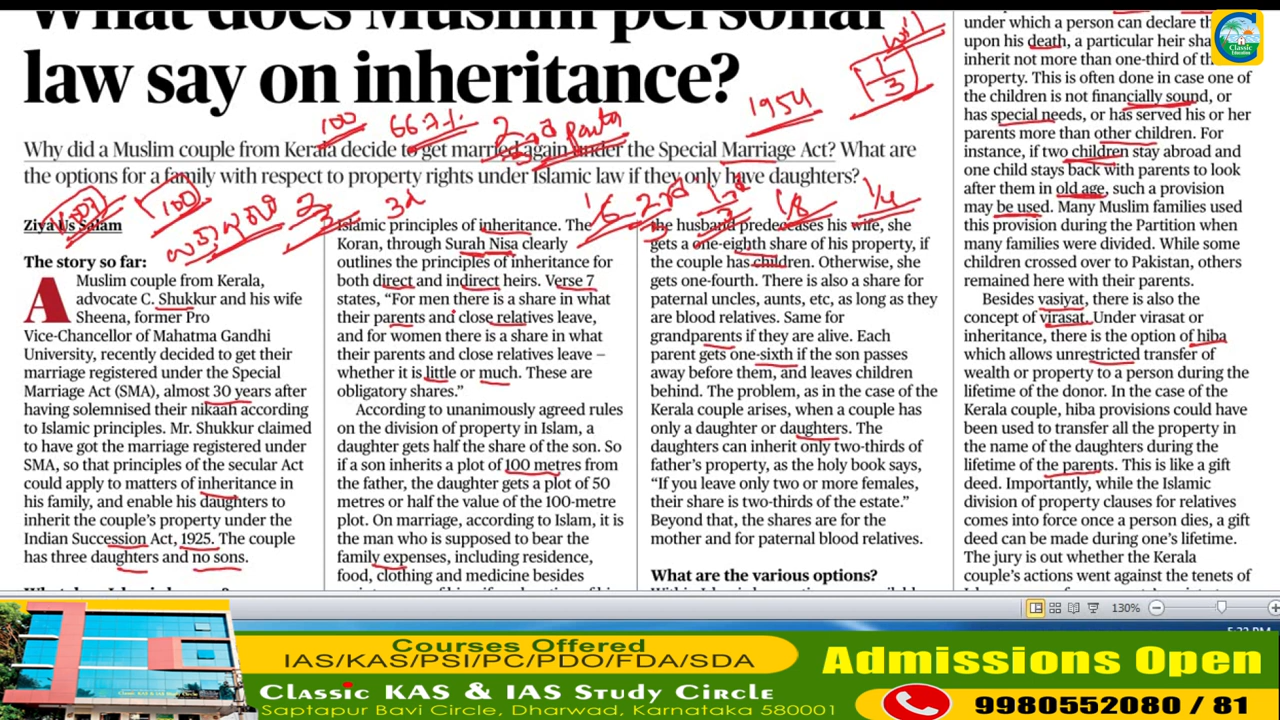 What does Muslim personal
law say on inheritance?
Why did a Muslim couple from Kerala decide to get married again under the Special Marriage Act? What are
the options for a family with respect to property rights under Islamic law if they only have daughters?
100
66.7%
2/3rd Parts
1954
1/3
100
2/3
3d
1/6
2/3rd
1/3rd
1/8
1/4
Ziya Us Salam
The story so far:
A Muslim couple from Kerala,
advocate C. Shukkur and his wife
Sheena, former Pro
Vice-Chancellor of Mahatma Gandhi
University, recently decided to get their
marriage registered under the Special
Marriage Act (SMA), almost 30 years after
having solemnised their nikaah according
to Islamic principles. Mr. Shukkur claimed
to have got the marriage registered under
SMA, so that principles of the secular Act
could apply to matters of inheritance in
his family, and enable his daughters to
inherit the couple's property under the
Indian Succession Act, 1925. The couple
has three daughters and no sons.
Islamic principles of inheritance. The
Koran, through Surah Nisa clearly
outlines the principles of inheritance for
both direct and indirect heirs. Verse 7
states, “For men there is a share in what
their parents and close relatives leave,
and for women there is a share in what
their parents and close relatives leave –
whether it is little or much. These are
obligatory shares.”
According to unanimously agreed rules
on the division of property in Islam, a
daughter gets half the share of the son. So
if a son inherits a plot of 100 metres from
the father, the daughter gets a plot of 50
metres or half the value of the 100-metre
plot. On marriage, according to Islam, it is
the man who is supposed to bear the
family expenses, including residence,
food, clothing and medicine besides
the husband predeceases his wife, she
gets a one-eighth share of his property, if
the couple has children. Otherwise, she
gets one-fourth. There is also a share for
paternal uncles, aunts, etc, as long as they
are blood relatives. Same for
grandparents if they are alive. Each
parent gets one-sixth if the son passes
away before them, and leaves children
behind. The problem, as in the case of the
Kerala couple arises, when a couple has
only a daughter or daughters. The
daughters can inherit only two-thirds of
father's property, as the holy book says,
“If you leave only two or more females,
their share is two-thirds of the estate.”
Beyond that, the shares are for the
mother and for paternal blood relatives.
What are the various options?
under which a person can declare th
upon his death, a particular heir sha
inherit not more than one-third of th
property. This is often done in case one of
the children is not financially sound, or
has special needs, or has served his or her
parents more than other children. For
instance, if two children stay abroad and
one child stays back with parents to look
after them in old age, such a provision
may be used. Many Muslim families used
this provision during the Partition when
many families were divided. While some
children crossed over to Pakistan, others
remained here with their parents.
Besides vasiyat, there is also the
concept of virasat. Under virasat or
inheritance, there is the option of hiba
which allows unrestricted transfer of
wealth or property to a person during the
lifetime of the donor. In the case of the
Kerala couple, hiba provisions could have
been used to transfer all the property in
the name of the daughters during the
lifetime of the parents. This is like a gift
deed. Importantly, while the Islamic
division of property clauses for relatives
comes into force once a person dies, a gift
deed can be made during one's lifetime.
The jury is out whether the Kerala
couple's actions went against the tenets of
Classic
Education
130%
Courses Offered
IAS/KAS/PSI/PC/PDO/FDA/SDA
Classic KAS & IAS Study Circle
Saptapur Bavi Circle, Dharwad, Karnataka 580001
Admissions Open
9980552080 / 81